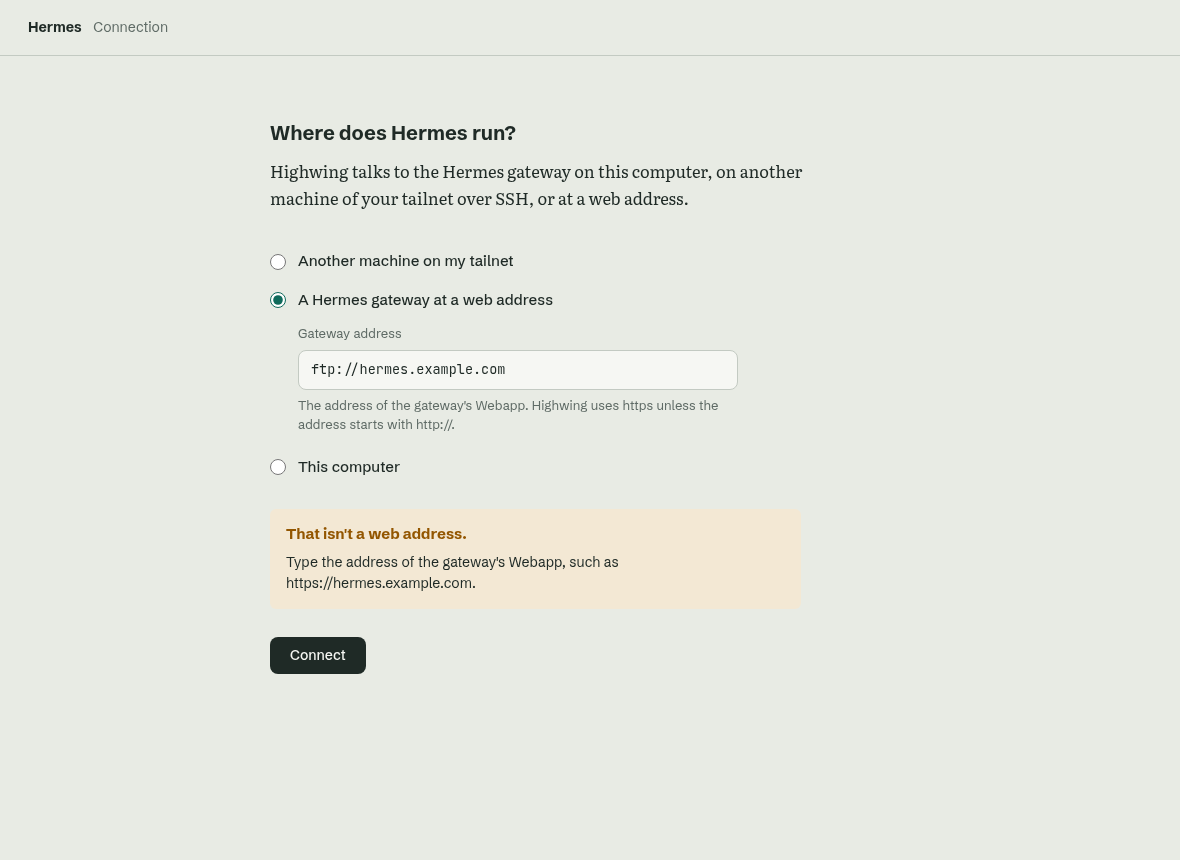 Hermes Connection
Where does Hermes run?
Highwing talks to the Hermes gateway on this computer, on another
machine of your tailnet over SSH, or at a web address.
Another machine on my tailnet
A Hermes gateway at a web address
Gateway address
ftp://hermes.example.com
The address of the gateway's Webapp. Highwing uses https unless the
address starts with http://.
This computer
That isn't a web address.
Type the address of the gateway's Webapp, such as
https://hermes.example.com.
Connect